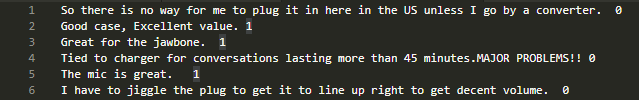 1 So there is no way for me to plug it in here in the US unless I go by a converter. 0
2 Good case, Excellent value. 1
3 Great for the jawbone. 1
4 Tied to charger for conversations lasting more than 45 minutes.MAJOR PROBLEMS!! 0
5 The mic is great. 1
6 I have to jiggle the plug to get it to line up right to get decent volume. 0